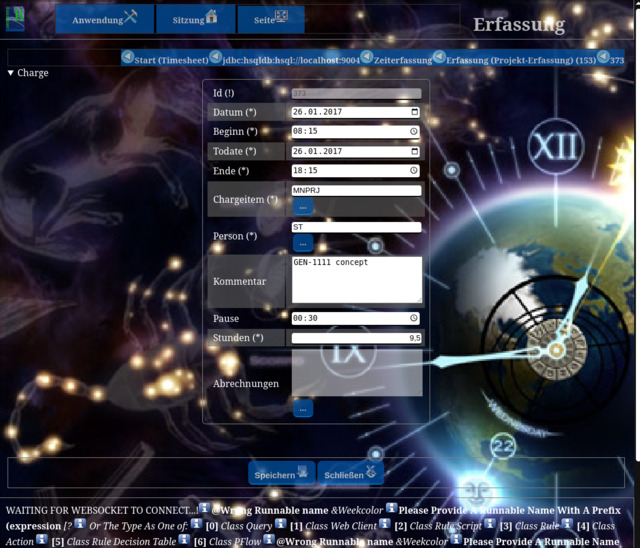 Anwendung Sitzung Seite Erfassung
Start (Timesheet) jdbc:hsqldb:hsql://localhost:9004 Zeiterfassung Erfassung (Projekt-Erfassung) (153) 373
▼ Charge
Id (!) 373
Datum (*) 26.01.2017
Beginn (*) 08:15
Todate (*) 26.01.2017
Ende (*) 18:15
Chargeitem (*) MNPRJ
...
Person (*) ST
...
Kommentar GEN-1111 concept
Pause 00:30
Stunden (*) 9,5
Abrechnungen
...
XII
IX
WEDNESDAY
22
Speichern Schließen
WAITING FOR WEBSOCKET TO CONNECT...! @Wrong Runnable name &Weekcolor Please Provide A Runnable Name With A Prefix
(expression [? Or The Type As One of: [0] Class Query [1] Class Web Client [2] Class Rule Script [3] Class Rule [4] Class
Action [5] Class Rule Decision Table [6] Class PFlow @Wrong Runnable name &Weekcolor Please Provide A Runnable Name